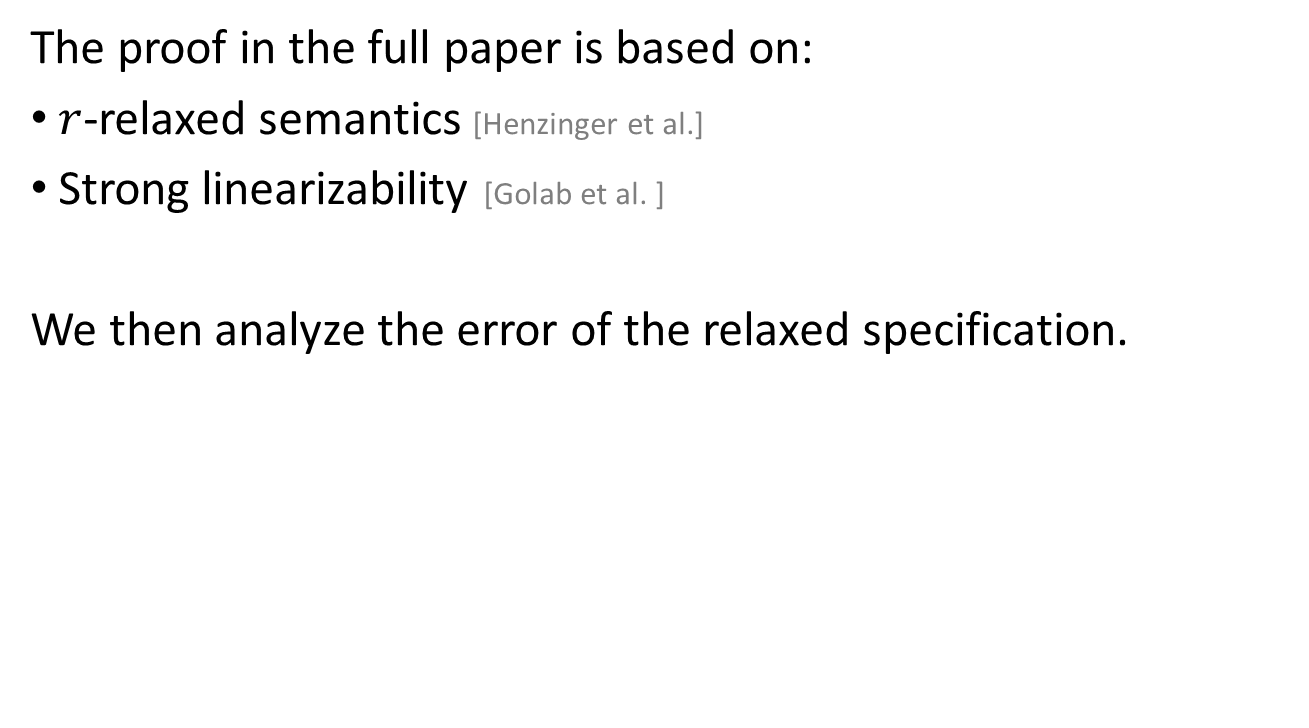 The proof in the full paper is based on:
• r-relaxed semantics [Henzinger et al.]
• Strong linearizability [Golab et al. ]
We then analyze the error of the relaxed specification.